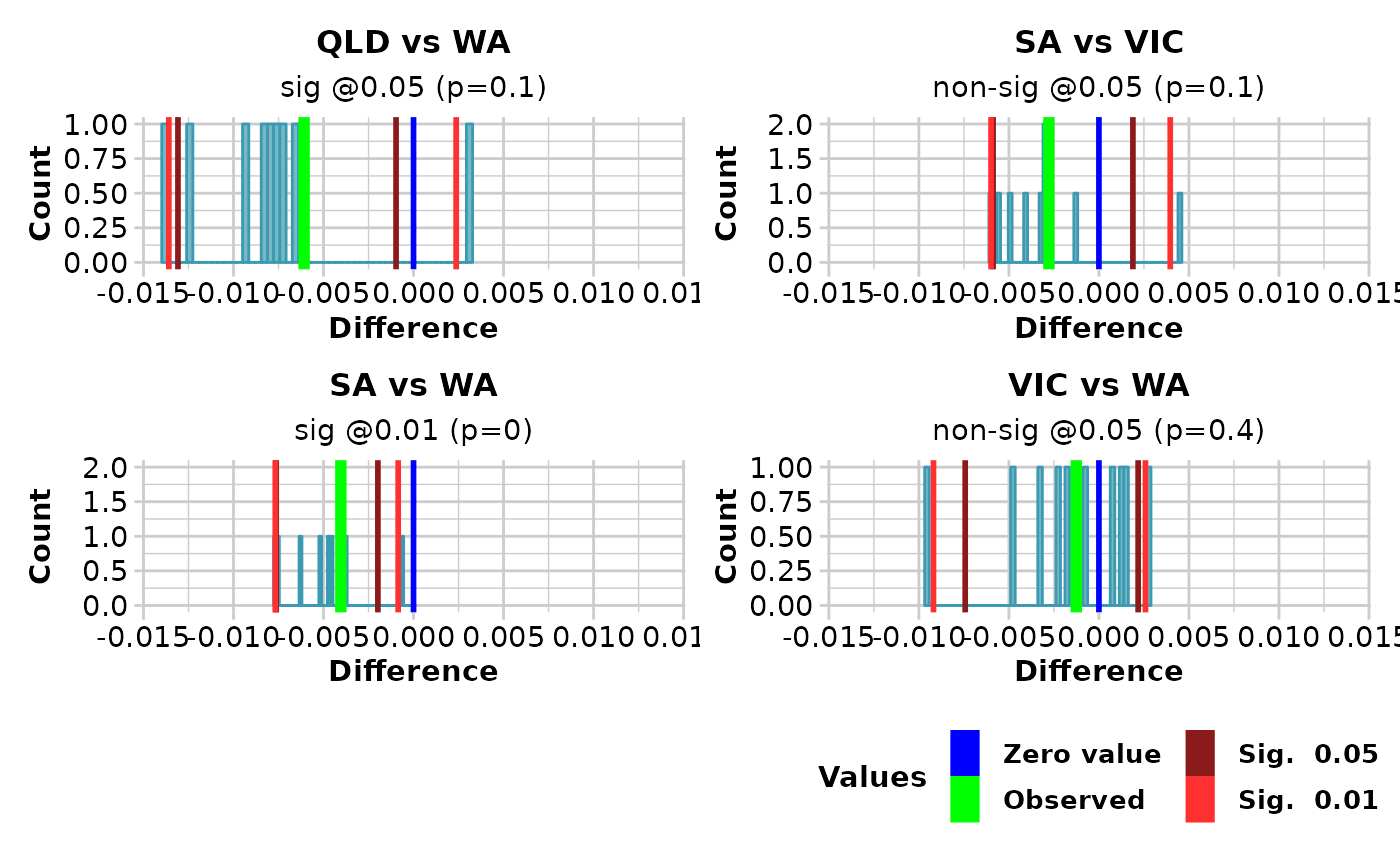 QLD vs WA
sig @0.05 (p=0.1)
1.00
0.75
0.50
0.25
0.00
Count
-0.015 -0.010 -0.005 0.000 0.005 0.010 0.01
Difference
SA vs VIC
non-sig @0.05 (p=0.1)
2.0
1.5
1.0
0.5
0.0
Count
-0.015 -0.010 -0.005 0.000 0.005 0.010 0.015
Difference
SA vs WA
sig @0.01 (p=0)
2.0
1.5
1.0
0.5
0.0
Count
-0.015 -0.010 -0.005 0.000 0.005 0.010 0.01
Difference
VIC vs WA
non-sig @0.05 (p=0.4)
1.00
0.75
0.50
0.25
0.00
Count
-0.015 -0.010 -0.005 0.000 0.005 0.010 0.015
Difference
Values
Zero value
Observed
Sig. 0.05
Sig. 0.01